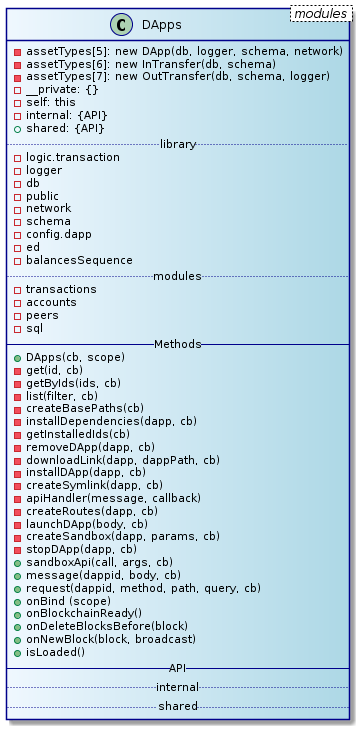 modules
C DApps
assetTypes[5]: new DApp(db, logger, schema, network)
assetTypes[6]: new InTransfer(db, schema)
assetTypes[7]: new OutTransfer(db, schema, logger)
__private: {}
self: this
internal: {API}
shared: {API}
library
logic.transaction
logger
db
public
network
schema
config.dapp
ed
balancesSequence
modules
transactions
accounts
peers
sql
Methods
DApps(cb, scope)
get(id, cb)
getByIds(ids, cb)
list(filter, cb)
createBasePaths(cb)
installDependencies(dapp, cb)
getInstalledIds(cb)
removeDApp(dapp, cb)
downloadLink(dapp, dappPath, cb)
installDApp(dapp, cb)
createSymlink(dapp, cb)
apiHandler(message, callback)
createRoutes(dapp, cb)
launchDApp(body, cb)
createSandbox(dapp, params, cb)
stopDApp(dapp, cb)
sandboxApi(call, args, cb)
message(dappid, body, cb)
request(dappid, method, path, query, cb)
onBind (scope)
onBlockchainReady()
onDeleteBlocksBefore(block)
onNewBlock(block, broadcast)
isLoaded()
API
internal
shared